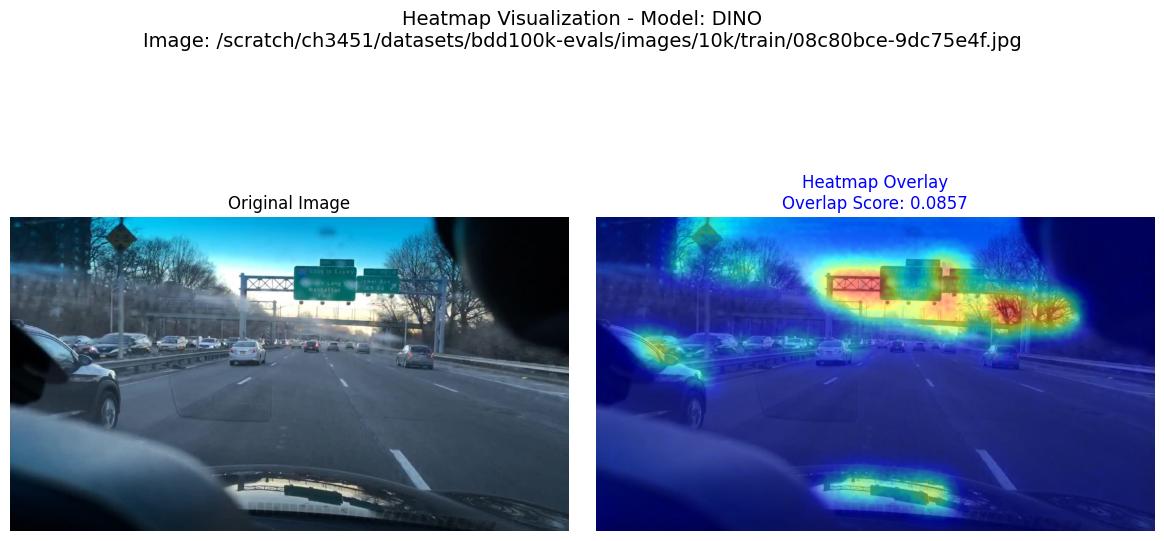 Heatmap Visualization - Model: DINO
Image: /scratch/ch3451/datasets/bdd100k-evals/images/10k/train/08c80bce-9dc75e4f.jpg
Original Image
Heatmap Overlay
Overlap Score: 0.0857